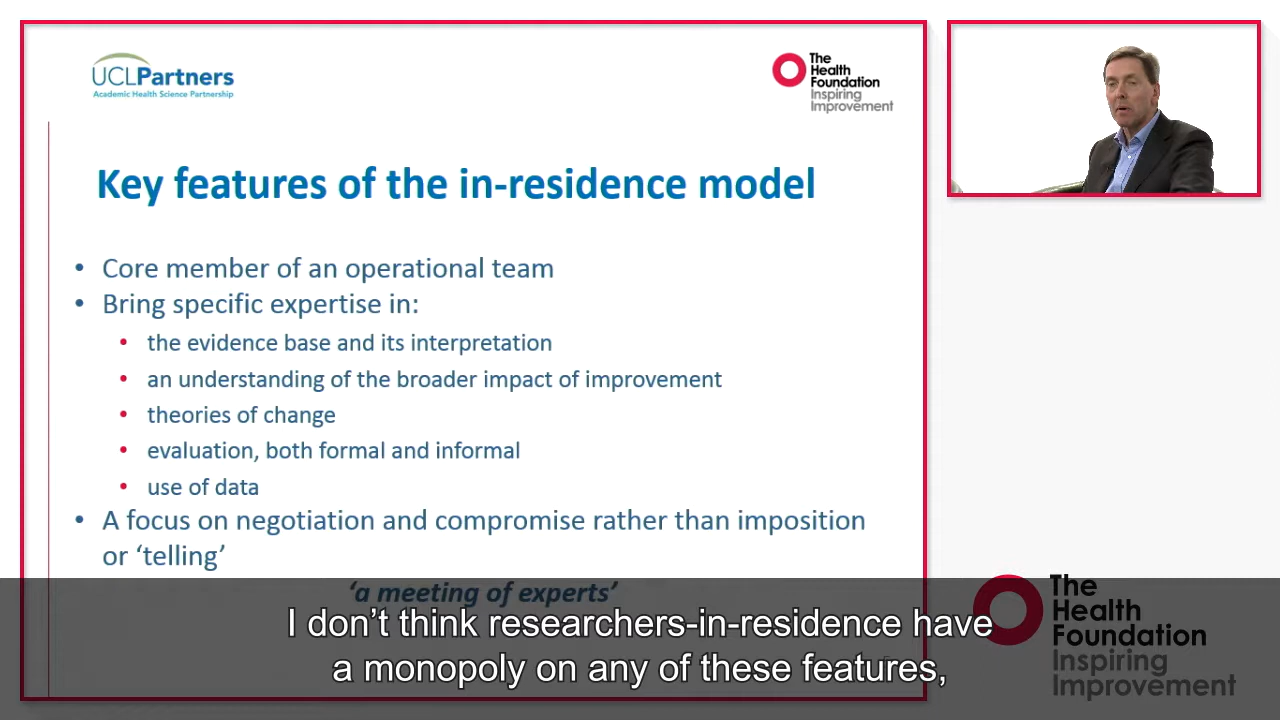 UCLPartners
Academic Health Science Partnership
The
Health
Foundation
Inspiring
Improvement
Key features of the in-residence model
• Core member of an operational team
• Bring specific expertise in:
• the evidence base and its interpretation
• an understanding of the broader impact of improvement
• theories of change
• evaluation, both formal and informal
• use of data
• A focus on negotiation and compromise rather than imposition
or ‘telling’
‘a meeting of experts’
I don’t think researchers-in-residence have
a monopoly on any of these features,
The
Health
Foundation
Inspiring
Improvement